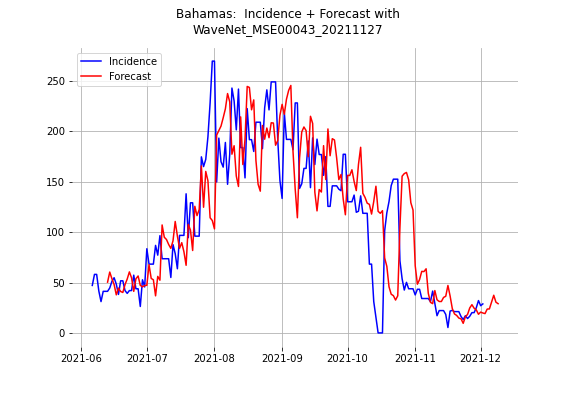 Bahamas:  Incidence + Forecast with
WaveNet_MSE00043_20211127
Incidence
Forecast
250
200
150
100
50
0
2021-06 2021-07 2021-08 2021-09 2021-10 2021-11 2021-12